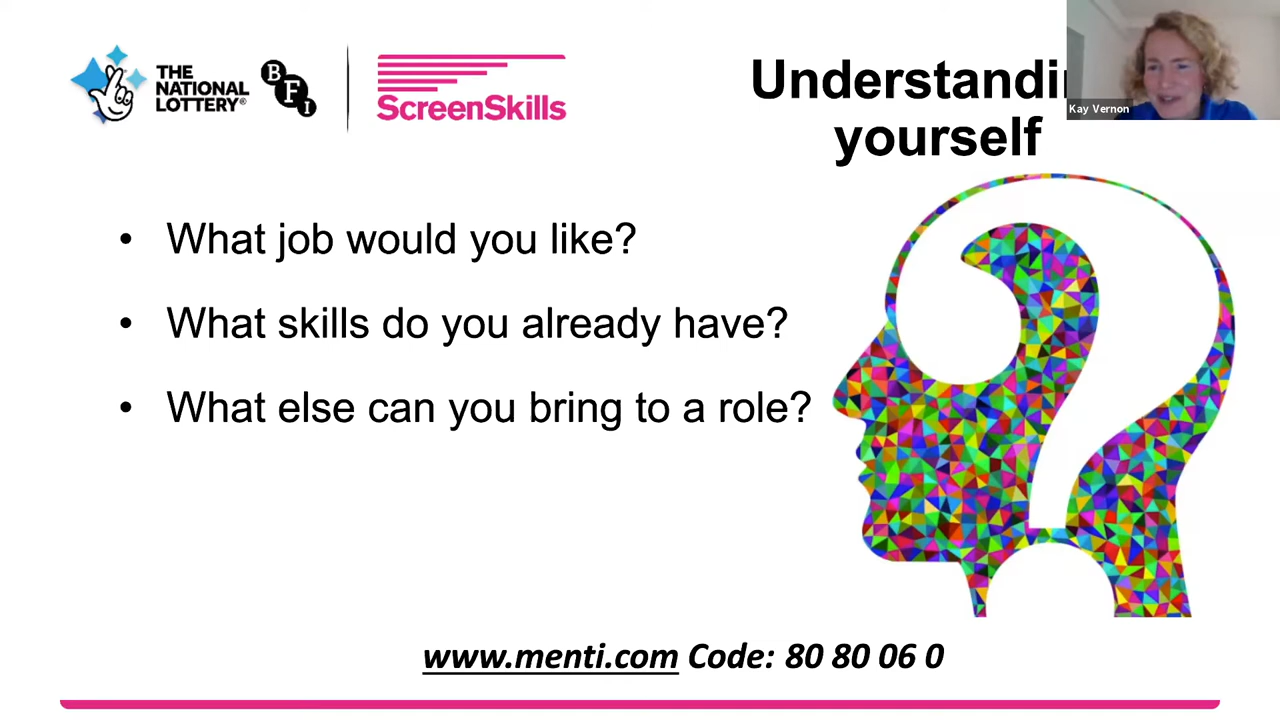 THE
NATIONAL
LOTTERY®
BFI
ScreenSkills
Understandin
yourself
Kay Vernon
• What job would you like?
• What skills do you already have?
• What else can you bring to a role?
www.menti.com Code: 80 80 06 0